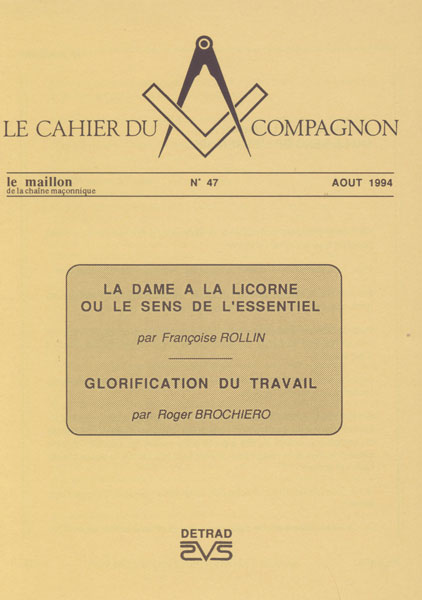 LE CAHIER DU COMPAGNON
le maillon
de la chaîne maçonnique
N° 47
AOUT 1994
LA DAME A LA LICORNE
OU LE SENS DE L'ESSENTIEL
par Françoise ROLLIN
GLORIFICATION DU TRAVAIL
par Roger BROCHIERO
DETRAD